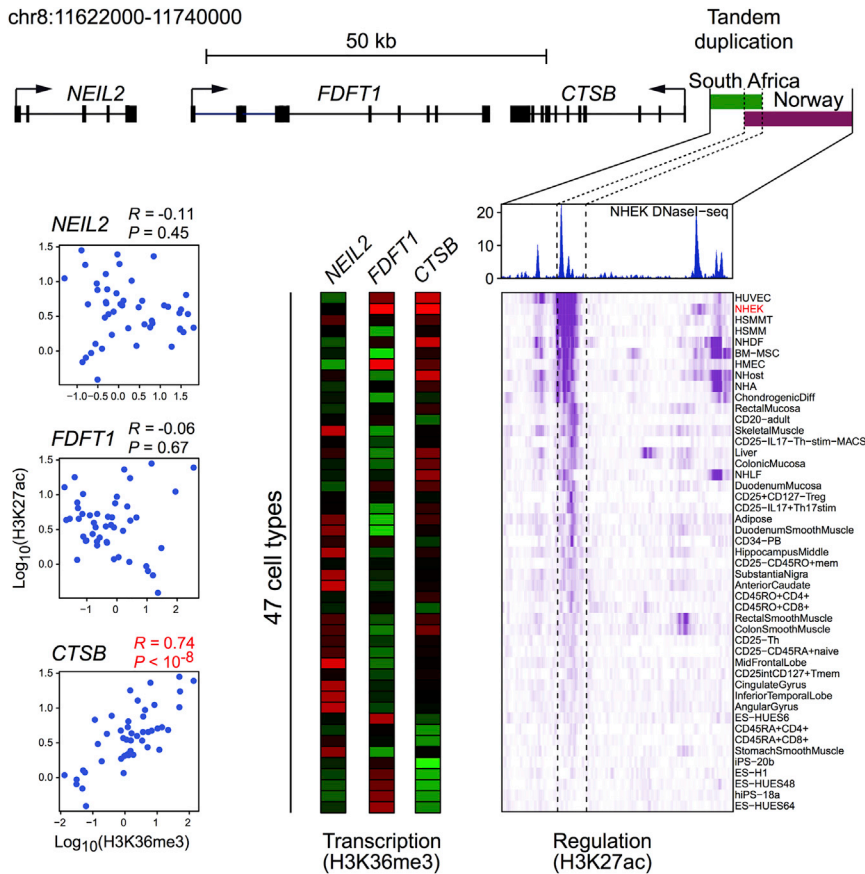 chr8:11622000-11740000
50 kb
Tandem
duplication
NEIL2
FDFT1
CTSB
South Africa
Norway
NEIL2
R = -0.11
P = 0.45
1.5
1.0
0.5
0.0
-1.0 -0.5 0.0 0.5 1.0 1.5
FDFT1
R = -0.06
P = 0.67
1.5
1.0
0.5
0.0
-1 0 1 2
CTSB
R = 0.74
P < 10-8
1.5
1.0
0.5
0.0
-2 -1 0 1 2
Log10(H3K27ac)
Log10(H3K36me3)
NEIL2
FDFT1
CTSB
47 cell types
Transcription
(H3K36me3)
20
10
0
NHEK DNaseI-seq
HUVEC
NHEK
HSMMT
HSMM
NHDF
BM-MSC
HMEC
NHost
NHA
ChondrogenicDiff
RectalMucosa
CD20-adult
SkeletalMuscle
CD25-IL17-Th-stim-MACS
Liver
ColonicMucosa
NHLF
DuodenumMucosa
CD25+CD127-Treg
CD25-IL17+Th17stim
Adipose
DuodenumSmoothMuscle
CD34-PB
HippocampusMiddle
CD25-CD45RO+mem
SubstantiaNigra
AnteriorCaudate
CD45RO+CD4+
CD45RO+CD8+
RectalSmoothMuscle
ColonSmoothMuscle
CD25-Th
CD25-CD45RA+naive
MidFrontalLobe
CD25intCD127+Tmem
CingulateGyrus
InferiorTemporalLobe
AngularGyrus
ES-HUES6
CD45RA+CD4+
CD45RA+CD8+
StomachSmoothMuscle
iPS-20b
ES-H1
ES-HUES48
hiPS-18a
ES-HUES64
Regulation
(H3K27ac)